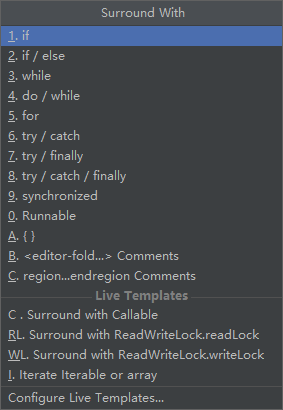 Surround With
1. if
2. if / else
3. while
4. do / while
5. for
6. try / catch
7. try / finally
8. try / catch / finally
9. synchronized
0. Runnable
A. { }
B. <editor-fold...> Comments
C. region...endregion Comments
Live Templates
C . Surround with Callable
RL. Surround with ReadWriteLock.readLock
WL. Surround with ReadWriteLock.writeLock
I. Iterate Iterable or array
Configure Live Templates...